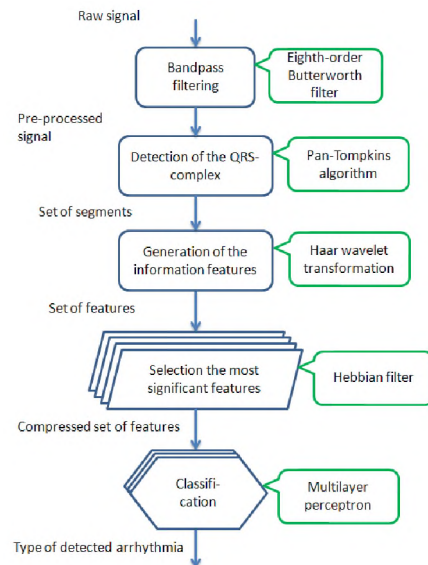 Raw signal
Bandpass
filtering
Eighth-order
Butterworth
filter
Pre-processed
signal
Detection of the QRS-
complex
Pan-Tompkins
algorithm
Set of segments
Generation of the
information features
Haar wavelet
transformation
Set of features
Selection the most
significant features
Hebbian filter
Compressed set of features
Classifi-
cation
Multilayer
perceptron
Type of detected arrhythmia